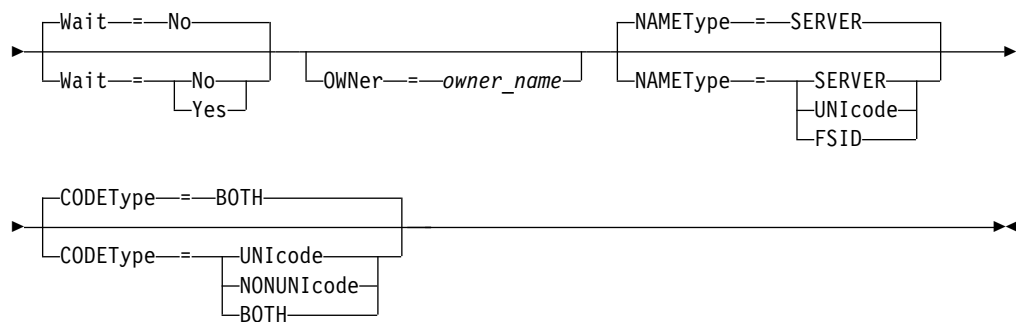 Wait = No NAMEType = SERVER
Wait = No OWNer = owner_name NAMEType = SERVER
Yes UNIcode
FSID
CODEType = BOTH
CODEType = UNIcode
NONUNIcode
BOTH